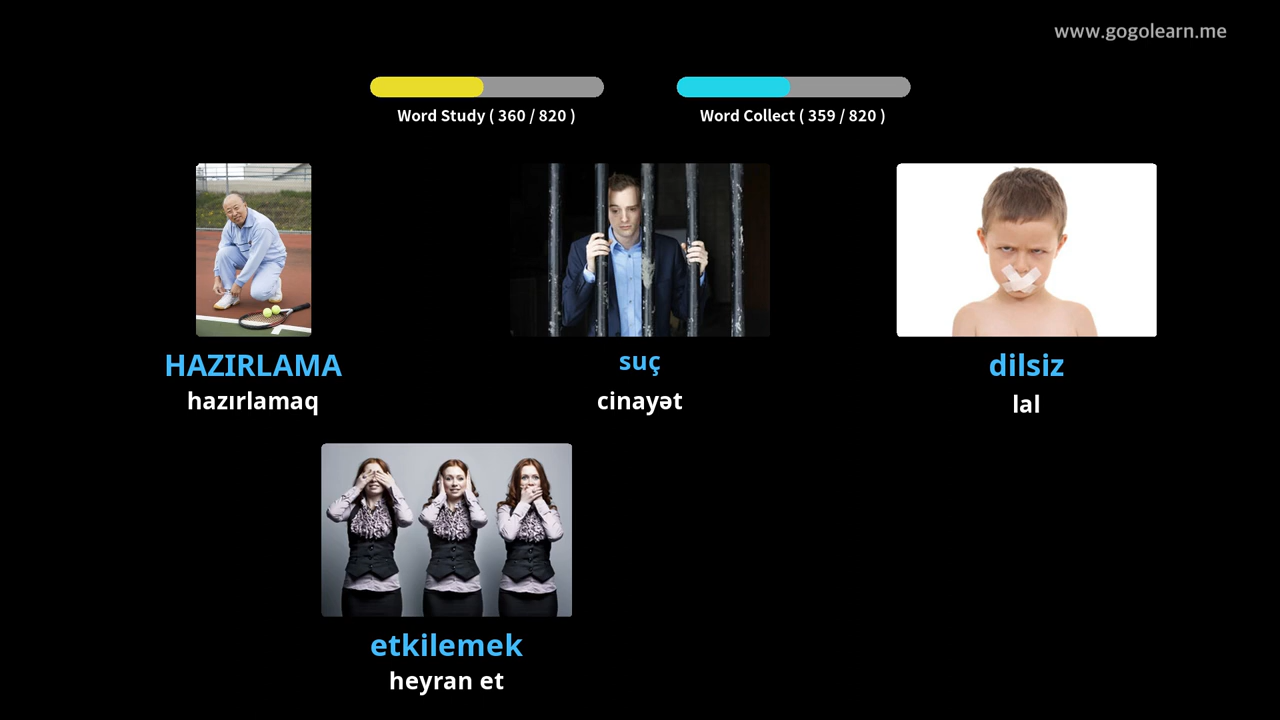 www.gogolearn.me
Word Study ( 360 / 820 )
Word Collect ( 359 / 820 )
HAZIRLAMA
hazırlamaq
suç
cinayət
dilsiz
lal
etkilemek
heyran et